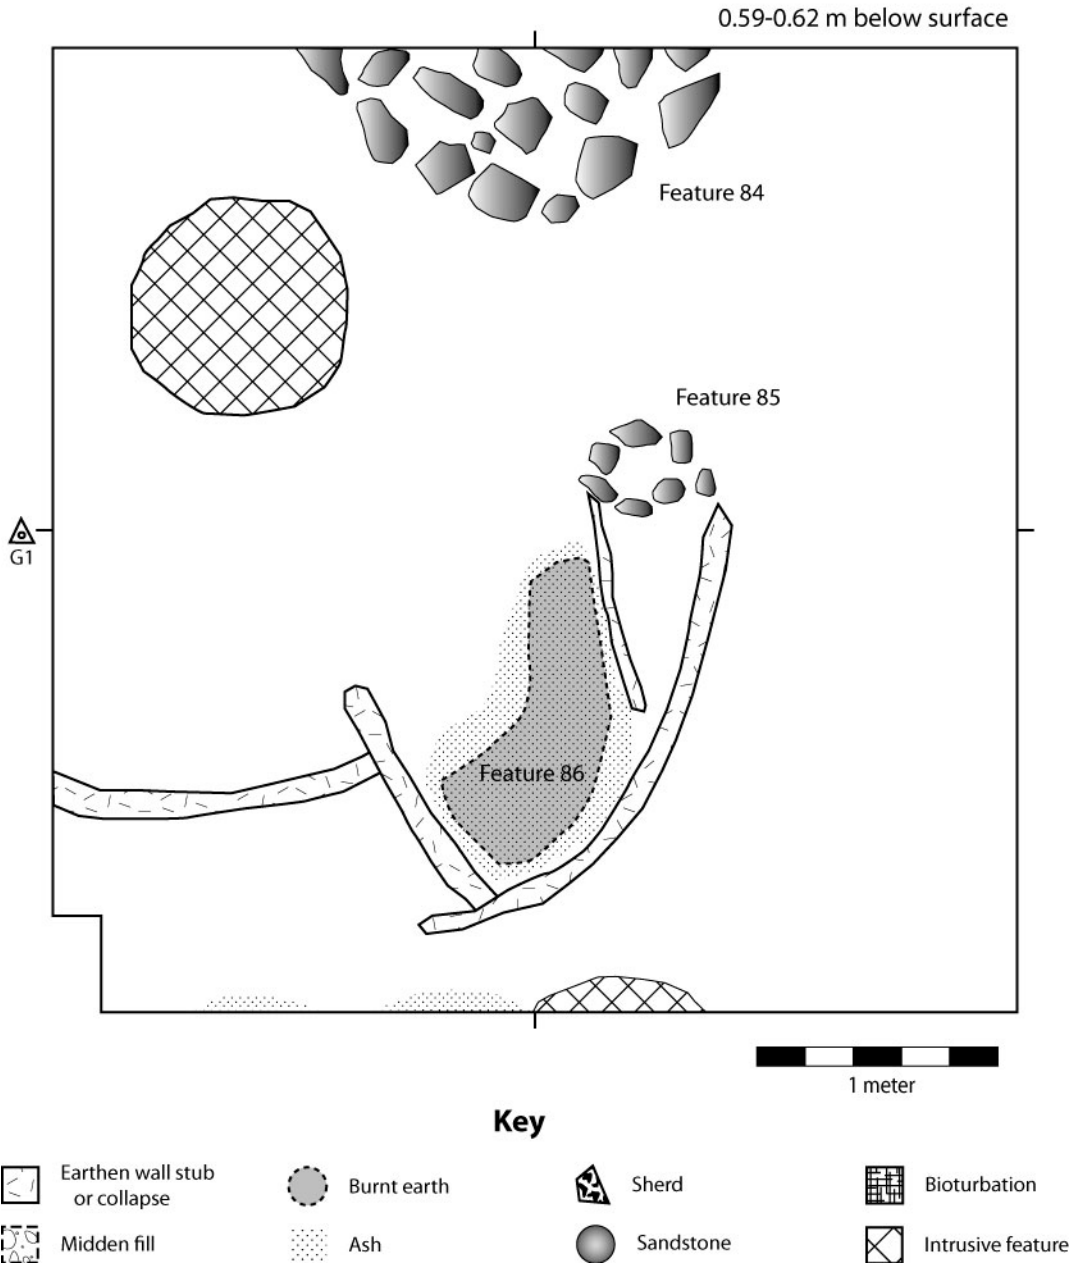 0.59-0.62 m below surface
Feature 84
Feature 85
G1
Feature 86
1 meter
Key
Earthen wall stub
or collapse
Burnt earth
Sherd
Bioturbation
Midden fill
Ash
Sandstone
Intrusive feature